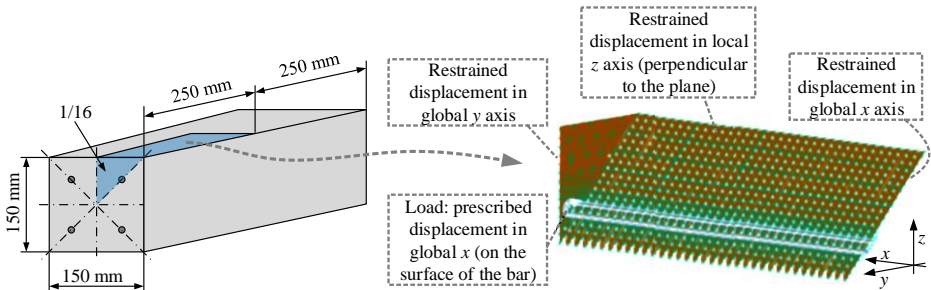 250 mm
250 mm
1/16
150 mm
150 mm
Restrained
displacement in
global y axis
Restrained
displacement in local
z axis (perpendicular
to the plane)
Restrained
displacement in
global x axis
Load: prescribed
displacement in
global x (on the
surface of the bar)
z
x
y